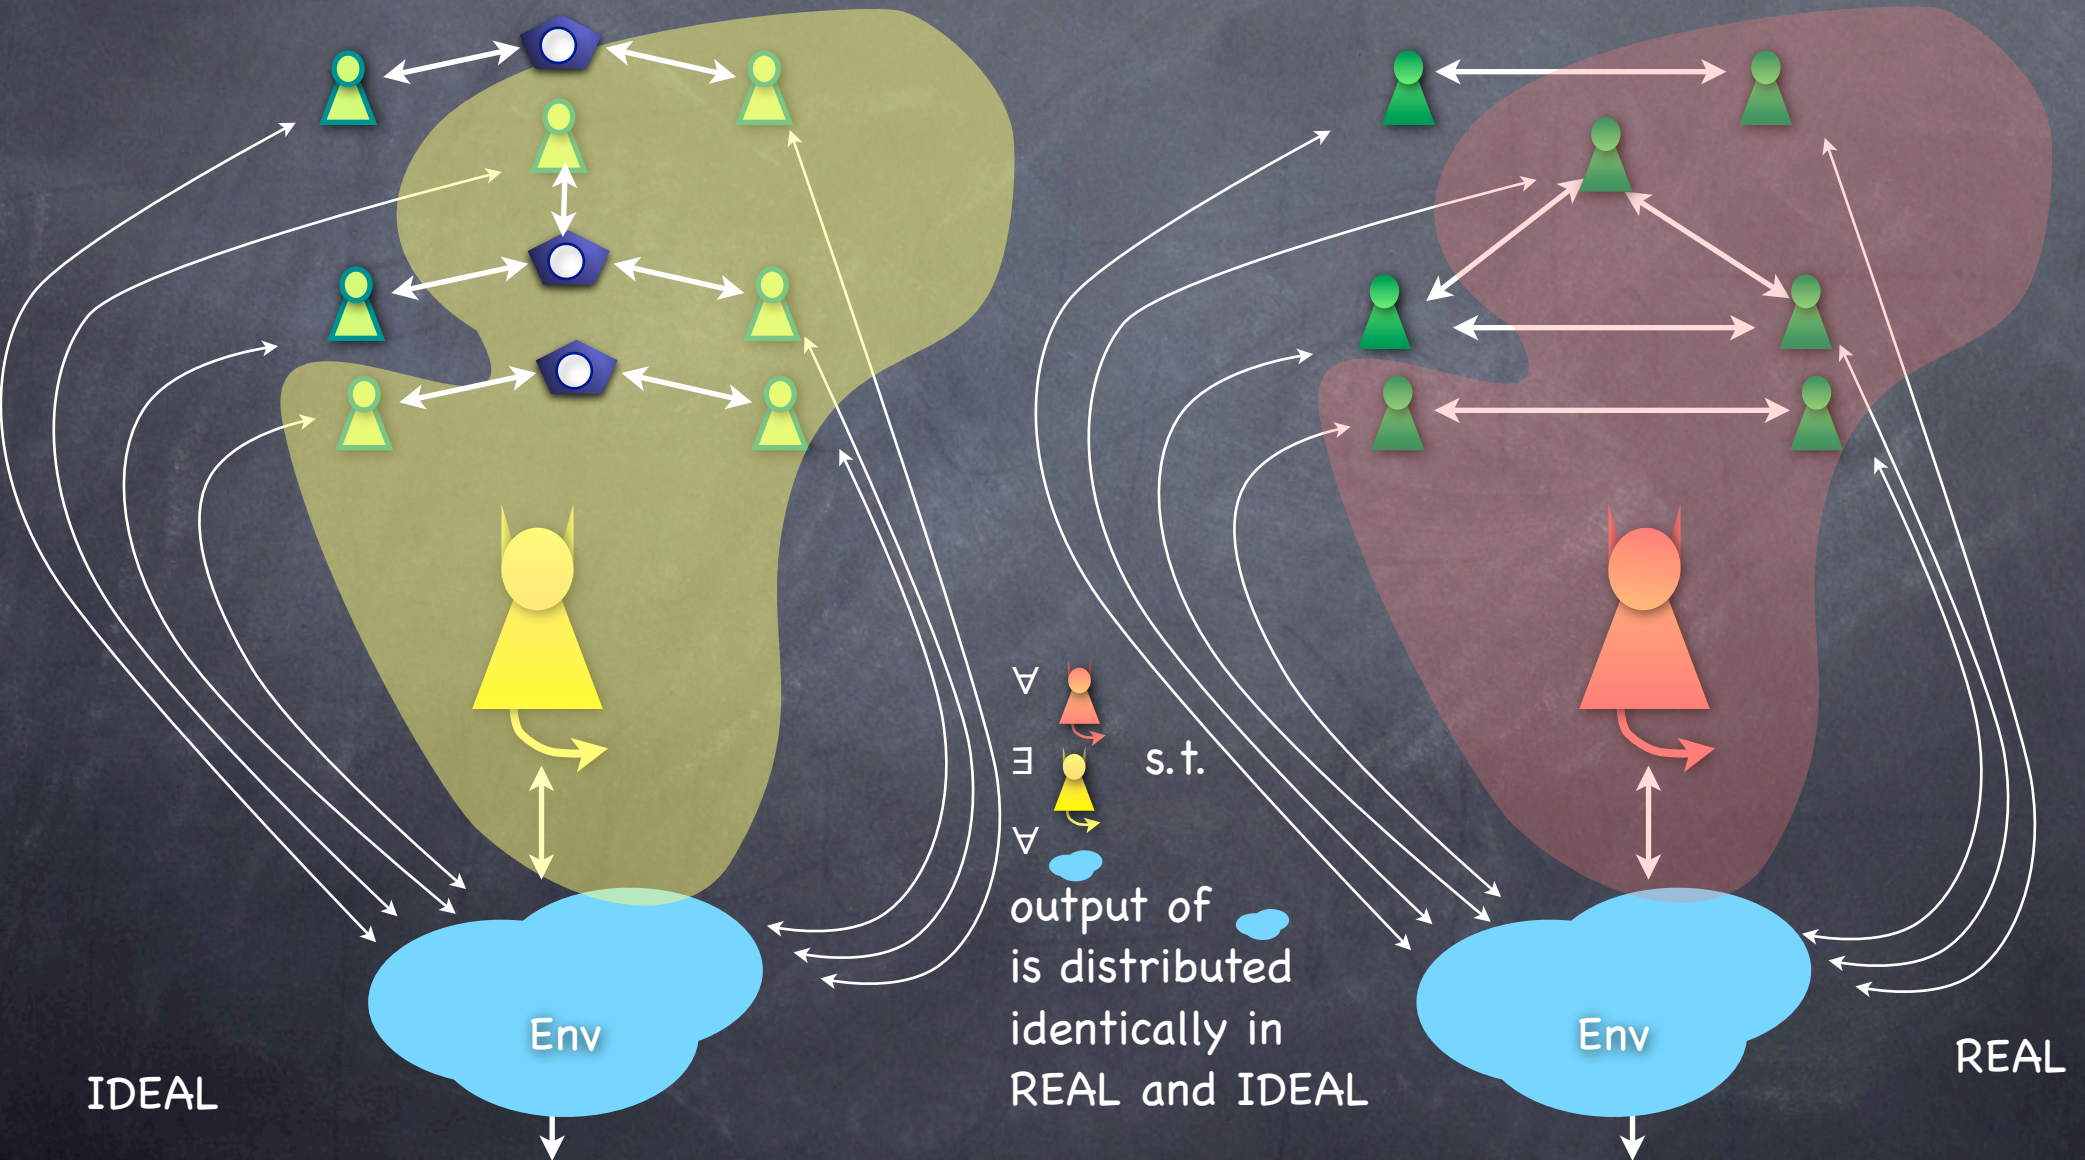 ∀
∃ s.t.
∀
output of
is distributed
identically in
REAL and IDEAL
Env
Env
IDEAL
REAL